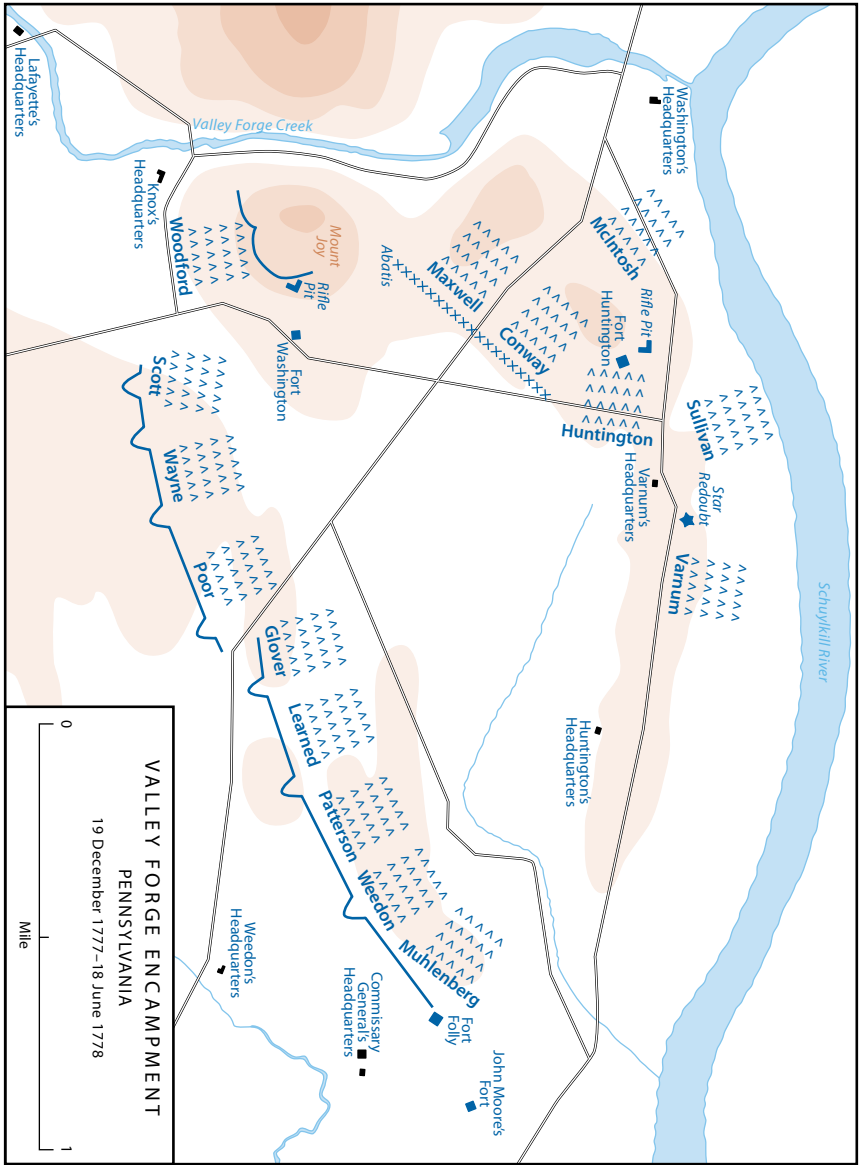 Lafayette's
Headquarters
Valley Forge Creek
Knox's
Headquarters
Washington's
Headquarters
Woodford
Mount
Joy
Rifle
Pit
Abatis
Maxwell
McIntosh
Conway
Rifle Pit
Fort
Huntington
Fort
Washington
Huntington
Sullivan
Varnum's
Headquarters
Star
Redoubt
Varnum
Schuylkill River
Scott
Wayne
Poor
Glover
Learned
Patterson
Weedon
Muhlenberg
Huntington's
Headquarters
Weedon's
Headquarters
Commissary
General's
Headquarters
Fort
Folly
John Moore's
Fort
VALLEY FORGE ENCAMPMENT
PENNSYLVANIA
19 December 1777–18 June 1778
0
1
Mile